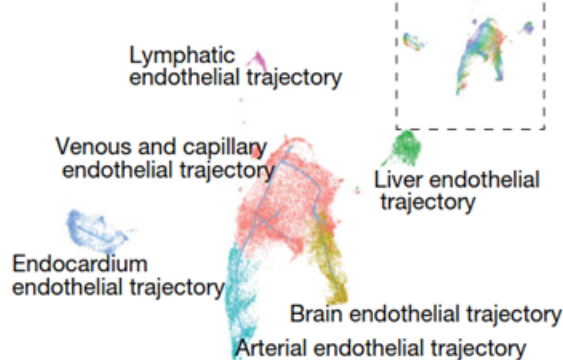 Lymphatic
endothelial trajectory
Venous and capillary
endothelial trajectory
Liver endothelial
trajectory
Endocardium
endothelial trajectory
Brain endothelial trajectory
Arterial endothelial trajectory